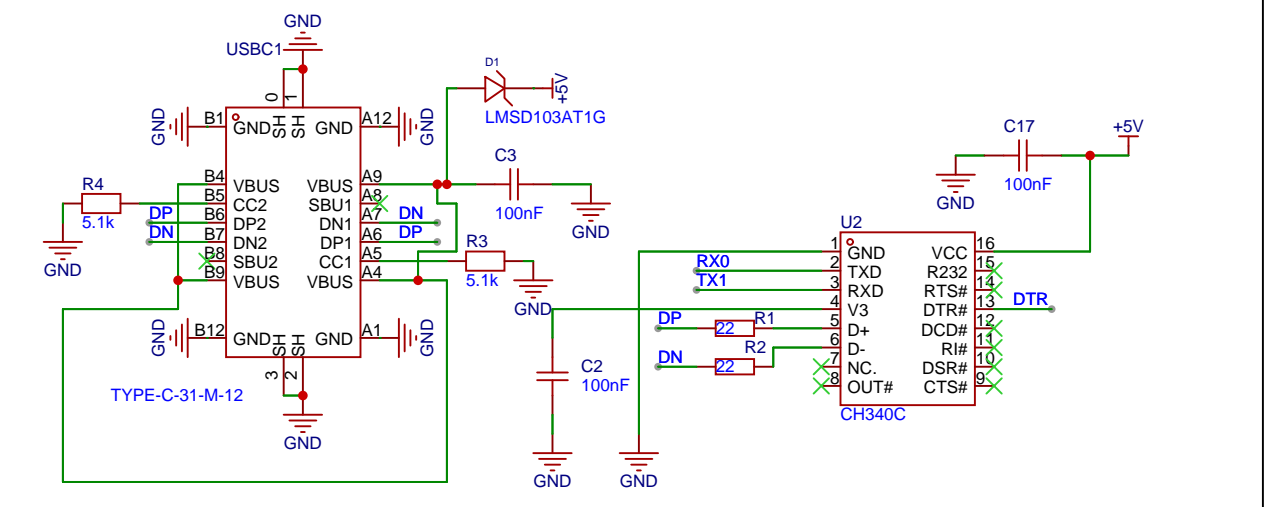 GND
USBC1
D1
+5V
LMSD103AT1G
0 1
GND B1 GND SH SH GND A12 GND
C3
100nF
GND
R4
5.1k
GND
B4 VBUS VBUS A9
B5 CC2 SBU1 A8
DP B6 DP2 DN1 A7 DN
DN B7 DN2 DP1 A6 DP
B8 SBU2 CC1 A5
B9 VBUS VBUS A4
R3
5.1k
GND
GND B12 GND SH SH GND A1 GND
3 2
TYPE-C-31-M-12
GND
C17
100nF
GND
+5V
U2
1 GND VCC 16
RX0 2 TXD R232 15
TX1 3 RXD RTS# 14
4 V3 DTR# 13 DTR
DP 22 R1 5 D+ DCD# 12
DN 22 R2 6 D- RI# 11
7 NC. DSR# 10
8 OUT# CTS# 9
CH340C
C2
100nF
GND
GND